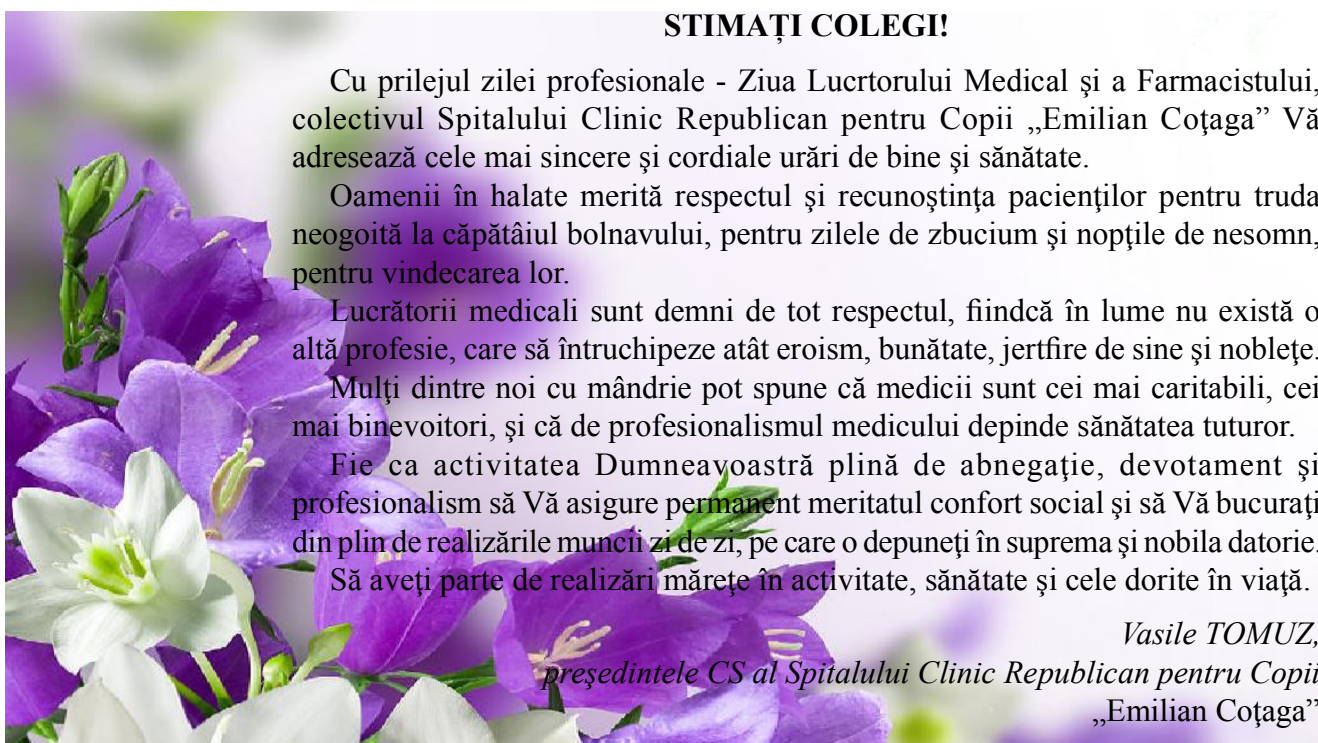 STIMAȚI COLEGI!
Cu prilejul zilei profesionale - Ziua Lucrtorului Medical şi a Farmacistului,
colectivul Spitalului Clinic Republican pentru Copii „Emilian Coţaga” Vă
adresează cele mai sincere şi cordiale urări de bine şi sănătate.
Oamenii în halate merită respectul şi recunoştinţa pacienţilor pentru truda
neogoită la căpătâiul bolnavului, pentru zilele de zbucium şi nopţile de nesomn,
pentru vindecarea lor.
Lucrătorii medicali sunt demni de tot respectul, fiindcă în lume nu există o
altă profesie, care să întruchipeze atât eroism, bunătate, jertfire de sine şi nobleţe.
Mulţi dintre noi cu mândrie pot spune că medicii sunt cei mai caritabili, cei
mai binevoitori, şi că de profesionalismul medicului depinde sănătatea tuturor.
Fie ca activitatea Dumneavoastră plină de abnegaţie, devotament şi
profesionalism să Vă asigure permanent meritatul confort social şi să Vă bucuraţi
din plin de realizările muncii zi de zi, pe care o depuneţi în suprema şi nobila datorie.
Să aveţi parte de realizări măreţe în activitate, sănătate şi cele dorite în viaţă.
Vasile TOMUZ,
preşedintele CS al Spitalului Clinic Republican pentru Copii
„Emilian Coţaga”